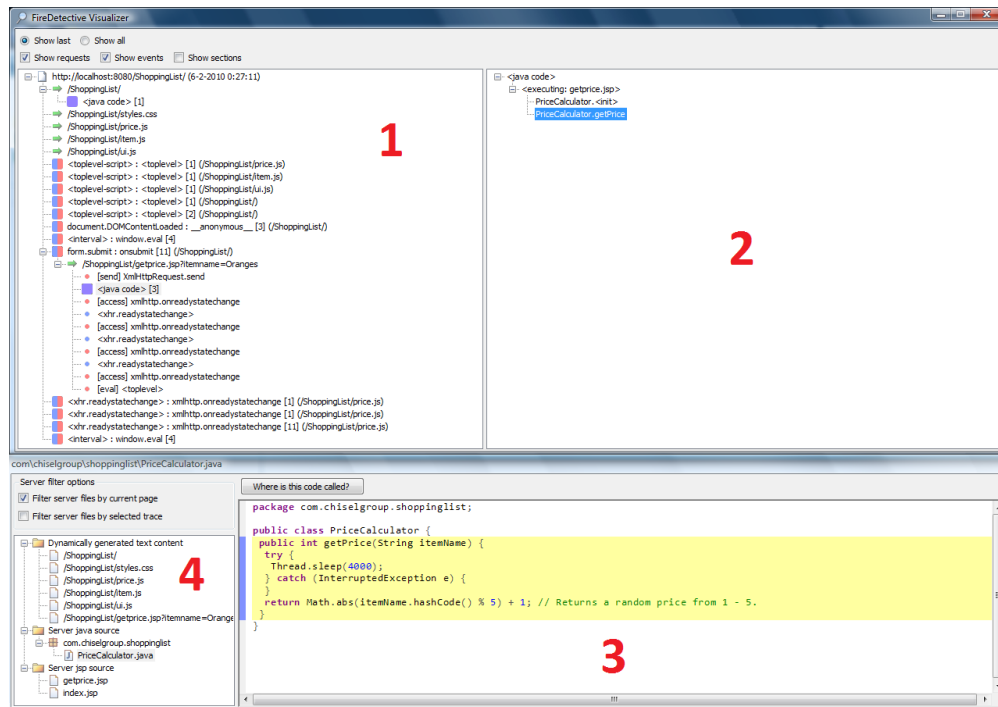 FireDetective Visualizer
Show last Show all
Show requests Show events Show sections
http://localhost:8080/ShoppingList/ (6-2-2010 0:27:11)
/ShoppingList/
<java code> [1]
/ShoppingList/styles.css
/ShoppingList/price.js
/ShoppingList/item.js
/ShoppingList/ui.js
<toplevel-script> : <toplevel> [1] (/ShoppingList/price.js)
<toplevel-script> : <toplevel> [1] (/ShoppingList/item.js)
<toplevel-script> : <toplevel> [1] (/ShoppingList/ui.js)
<toplevel-script> : <toplevel> [1] (/ShoppingList/)
<toplevel-script> : <toplevel> [2] (/ShoppingList/)
document.DOMContentLoaded : __anonymous__ [3] (/ShoppingList/)
<interval> : window.eval [4]
form.submit : onsubmit [11] (/ShoppingList/)
/ShoppingList/getprice.jsp?itemname=Oranges
[send] XmlHttpRequest.send
<java code> [3]
[access] xmlhttp.onreadystatechange
<xhr.readystatechange>
[access] xmlhttp.onreadystatechange
<xhr.readystatechange>
[access] xmlhttp.onreadystatechange
<xhr.readystatechange>
[access] xmlhttp.onreadystatechange
[eval] <toplevel>
<xhr.readystatechange> : xmlhttp.onreadystatechange [1] (/ShoppingList/price.js)
<xhr.readystatechange> : xmlhttp.onreadystatechange [1] (/ShoppingList/price.js)
<xhr.readystatechange> : xmlhttp.onreadystatechange [11] (/ShoppingList/price.js)
<interval> : window.eval [4]
1
<java code>
<executing: getprice.jsp>
PriceCalculator.<init>
PriceCalculator.getPrice
2
com\chiselgroup\shoppinglist\PriceCalculator.java
Server filter options
Filter server files by current page
Filter server files by selected trace
Dynamically generated text content
/ShoppingList/
/ShoppingList/styles.css
/ShoppingList/price.js
/ShoppingList/item.js
/ShoppingList/ui.js
/ShoppingList/getprice.jsp?itemname=Orange
Server java source
com.chiselgroup.shoppinglist
PriceCalculator.java
Server jsp source
getprice.jsp
index.jsp
4
Where is this code called?
package com.chiselgroup.shoppinglist;
public class PriceCalculator {
public int getPrice(String itemName) {
try {
Thread.sleep(4000);
} catch (InterruptedException e) {
}
return Math.abs(itemName.hashCode() % 5) + 1; // Returns a random price from 1 - 5.
}
}
3